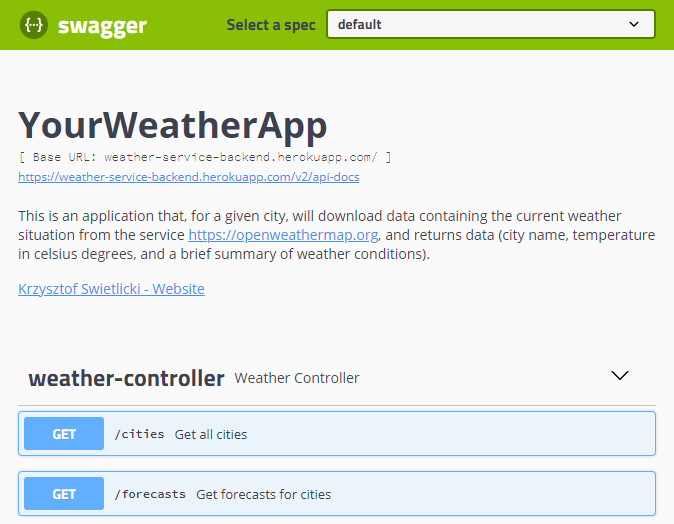 swagger Select a spec default
YourWeatherApp
[ Base URL: weather-service-backend.herokuapp.com/ ]
https://weather-service-backend.herokuapp.com/v2/api-docs
This is an application that, for a given city, will download data containing the current weather
situation from the service https://openweathermap.org, and returns data (city name, temperature
in celsius degrees, and a brief summary of weather conditions).
Krzysztof Swietlicki - Website
weather-controller Weather Controller
GET /cities Get all cities
GET /forecasts Get forecasts for cities